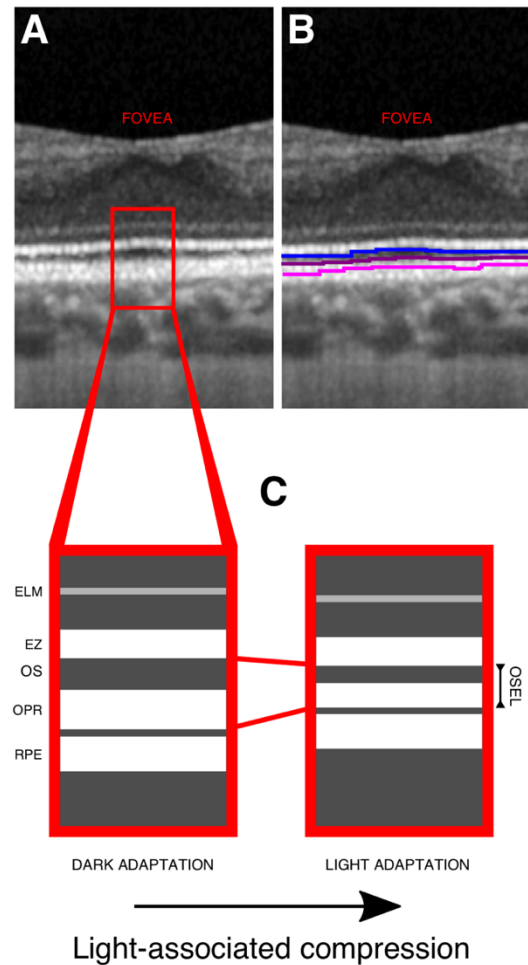 A
B
FOVEA
FOVEA
C
ELM
EZ
OS
OPR
RPE
OSEL
DARK ADAPTATION
LIGHT ADAPTATION
Light-associated compression